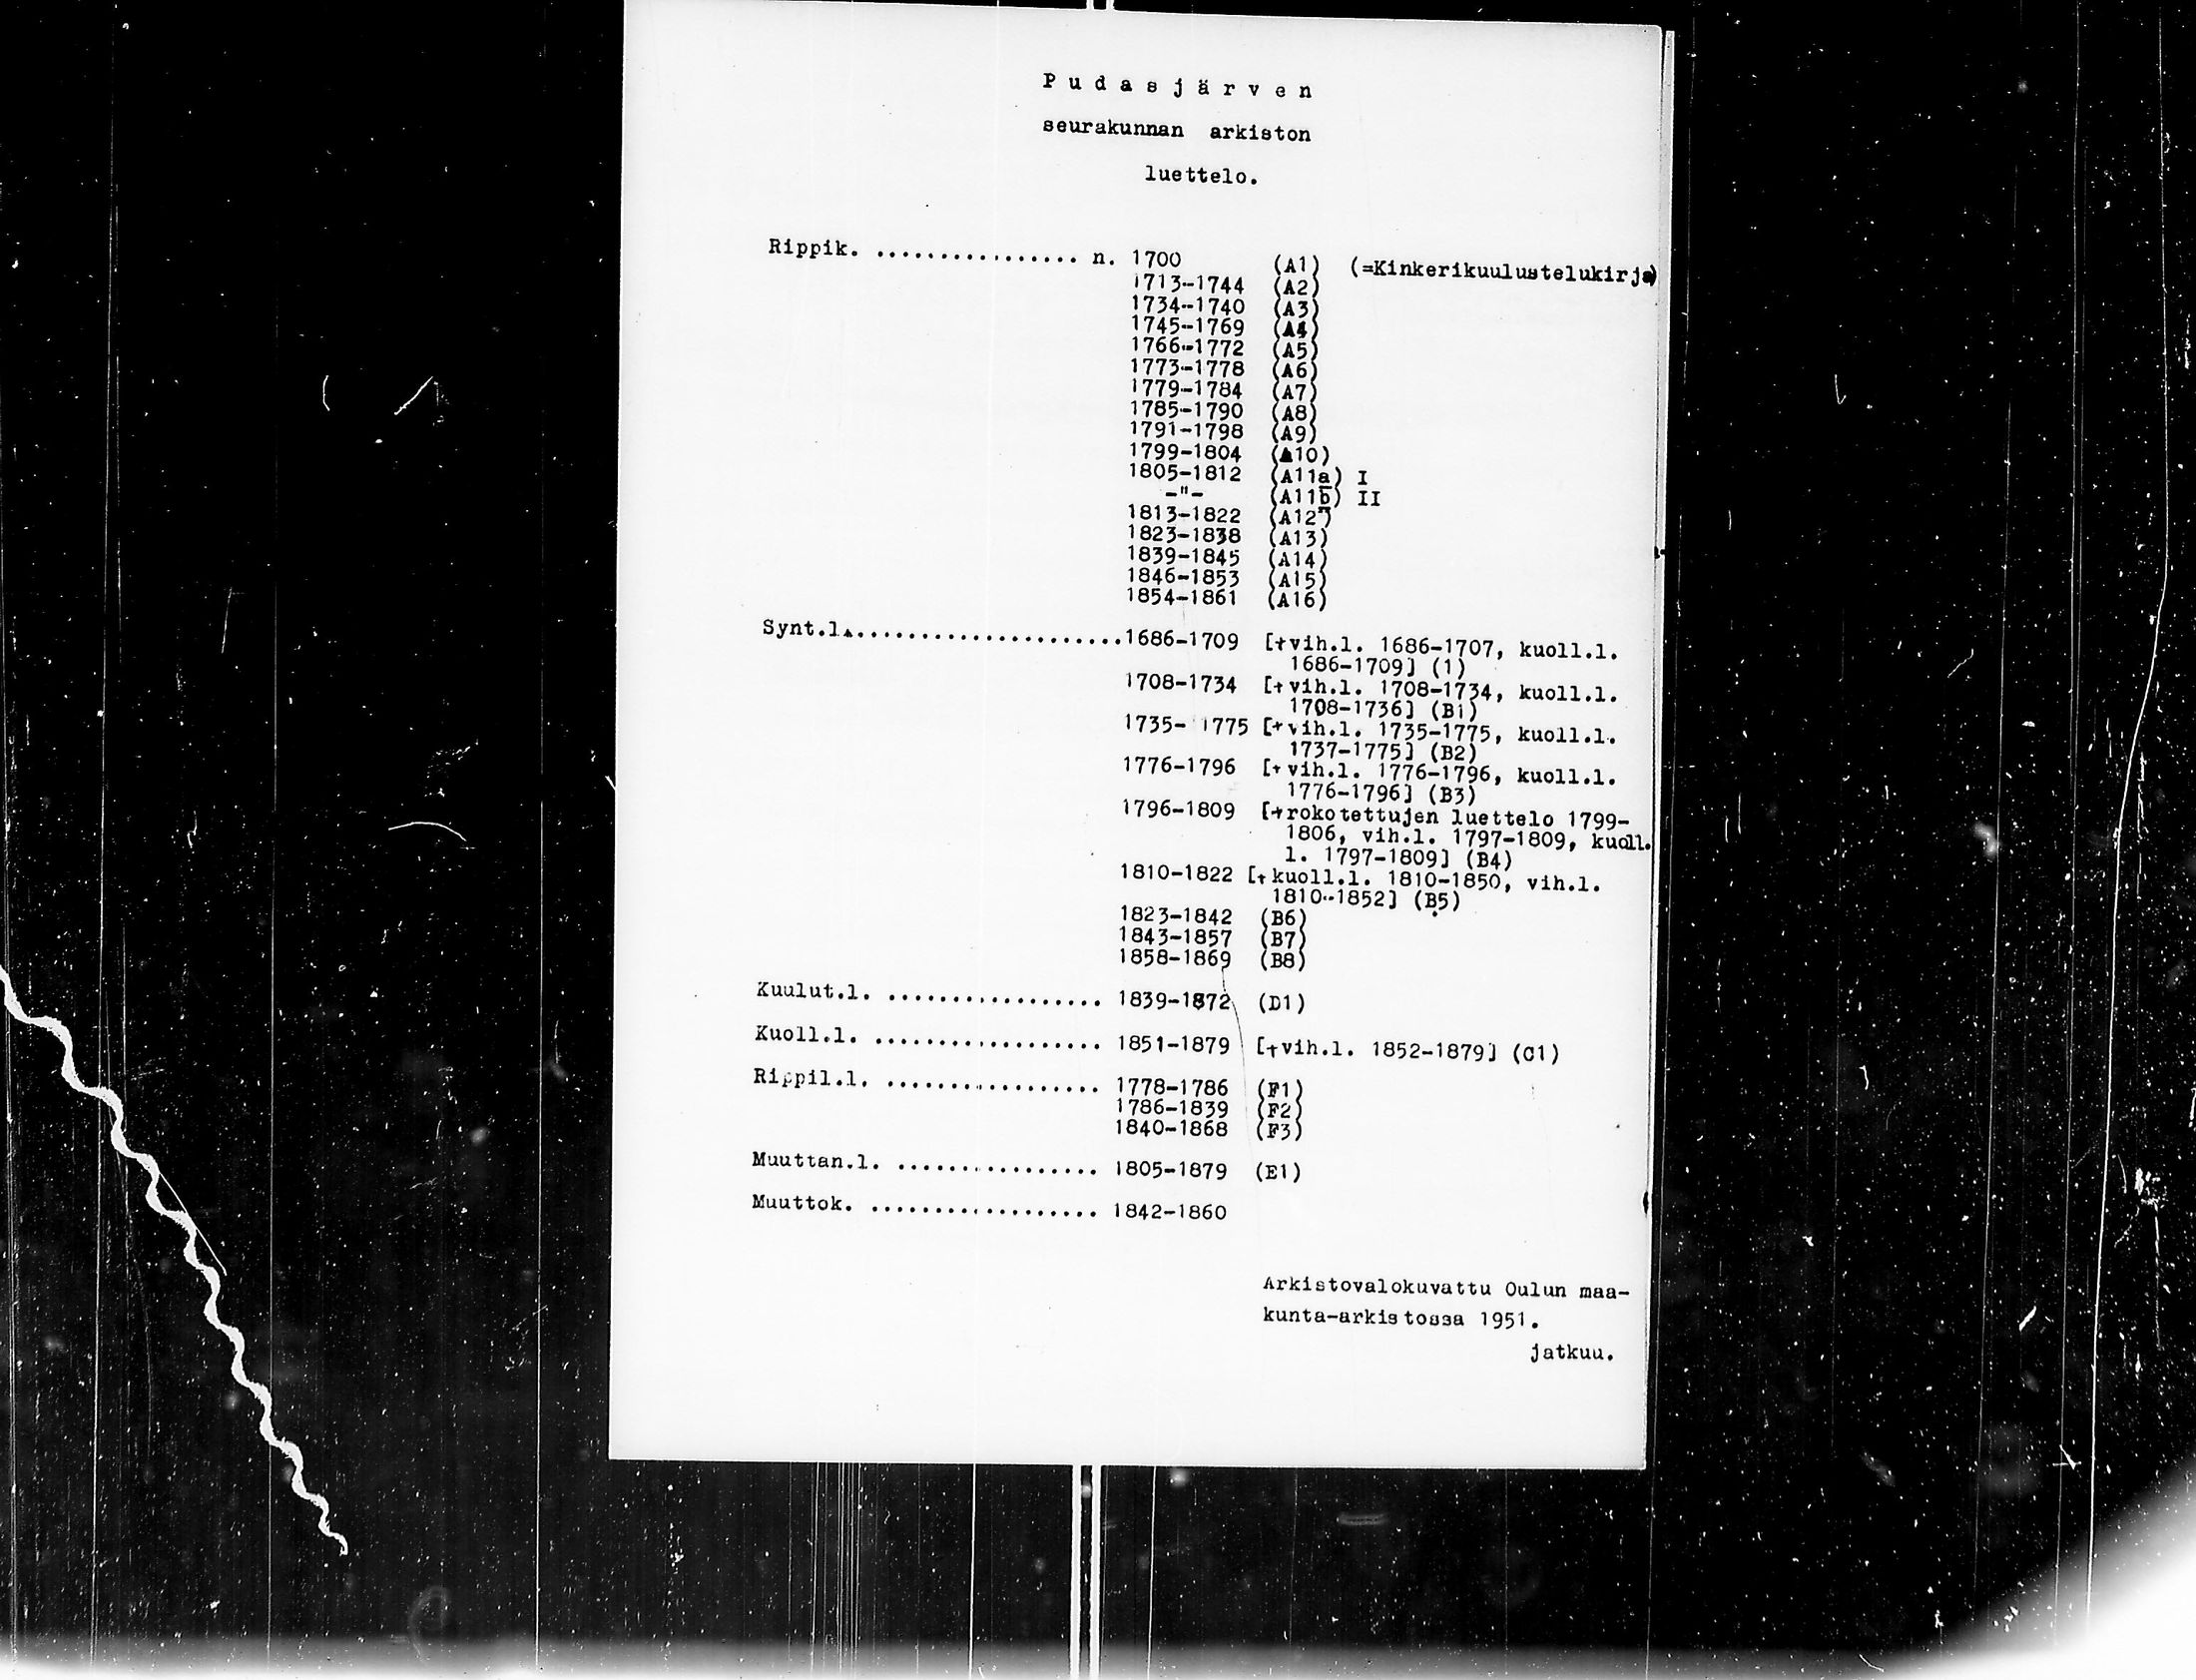 Pudasjärven
seurakunnan arkiston
luettelo.
Rippik. ................ n. 1700 (A1) (=Kinkerikuulustelukirja)
1713-1744 (A2)
1734-1740 (A3)
1745-1769 (A4)
1766-1772 (A5)
1773-1778 (A6)
1779-1784 (A7)
1785-1790 (A8)
1791-1798 (A9)
1799-1804 (A10)
1805-1812 (A11a) I
-"- (A11b) II
1813-1822 (A12)
1823-1838 (A13)
1839-1845 (A14)
1846-1853 (A15)
1854-1861 (A16)
Synt.l......................1686-1709 [+vih.l. 1686-1707, kuoll.l.
1686-1709] (1)
1708-1734 [+vih.l. 1708-1734, kuoll.l.
1708-1736] (B1)
1735-1775 [+vih.l. 1735-1775, kuoll.l.
1737-1775] (B2)
1776-1796 [+vih.l. 1776-1796, kuoll.l.
1776-1796] (B3)
1796-1809 [+rokotettujen luettelo 1799-
1806, vih.l. 1797-1809, kuoll.
l. 1797-1809] (B4)
1810-1822 [+kuoll.l. 1810-1850, vih.l.
1810-1852] (B5)
1823-1842 (B6)
1843-1857 (B7)
1858-1869 (B8)
Kuulut.l. ................. 1839-1872 (D1)
Kuoll.l. .................. 1851-1879 [+vih.l. 1852-1879] (C1)
Rippil.l. ................. 1778-1786 (F1)
1786-1839 (F2)
1840-1868 (F3)
Muuttan.l. ................ 1805-1879 (E1)
Muuttok. .................. 1842-1860
Arkistovalokuvattu Oulun maa-
kunta-arkistossa 1951.
jatkuu.